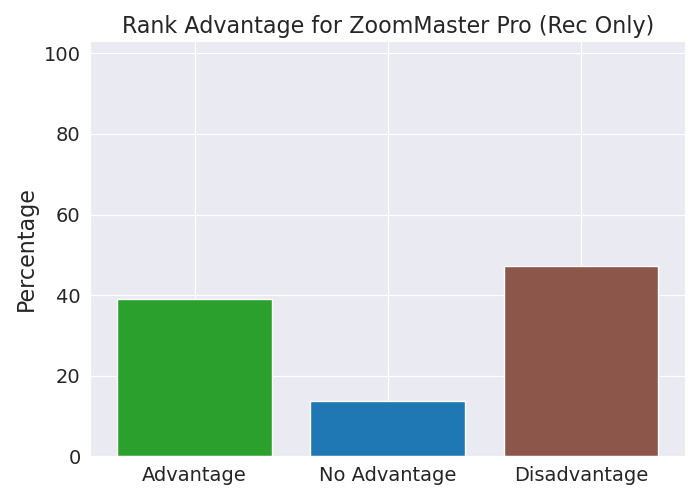 Rank Advantage for ZoomMaster Pro (Rec Only)
100
80
60
40
20
0
Percentage
Advantage
No Advantage
Disadvantage